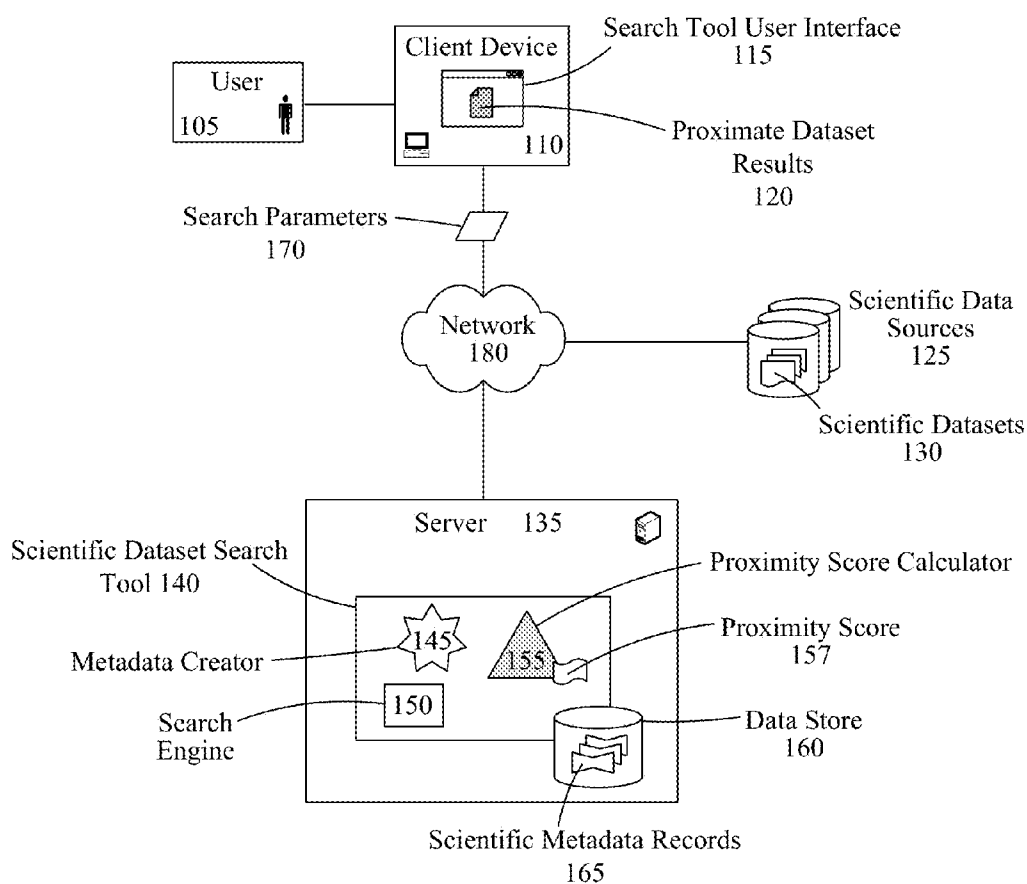 Client Device
Search Tool User Interface
115
User
105
110
Proximate Dataset
Results
120
Search Parameters
170
Network
180
Scientific Data
Sources
125
Scientific Datasets
130
Server 135
Scientific Dataset Search
Tool 140
Proximity Score Calculator
145
155
Proximity Score
157
Metadata Creator
150
Search
Engine
Data Store
160
Scientific Metadata Records
165